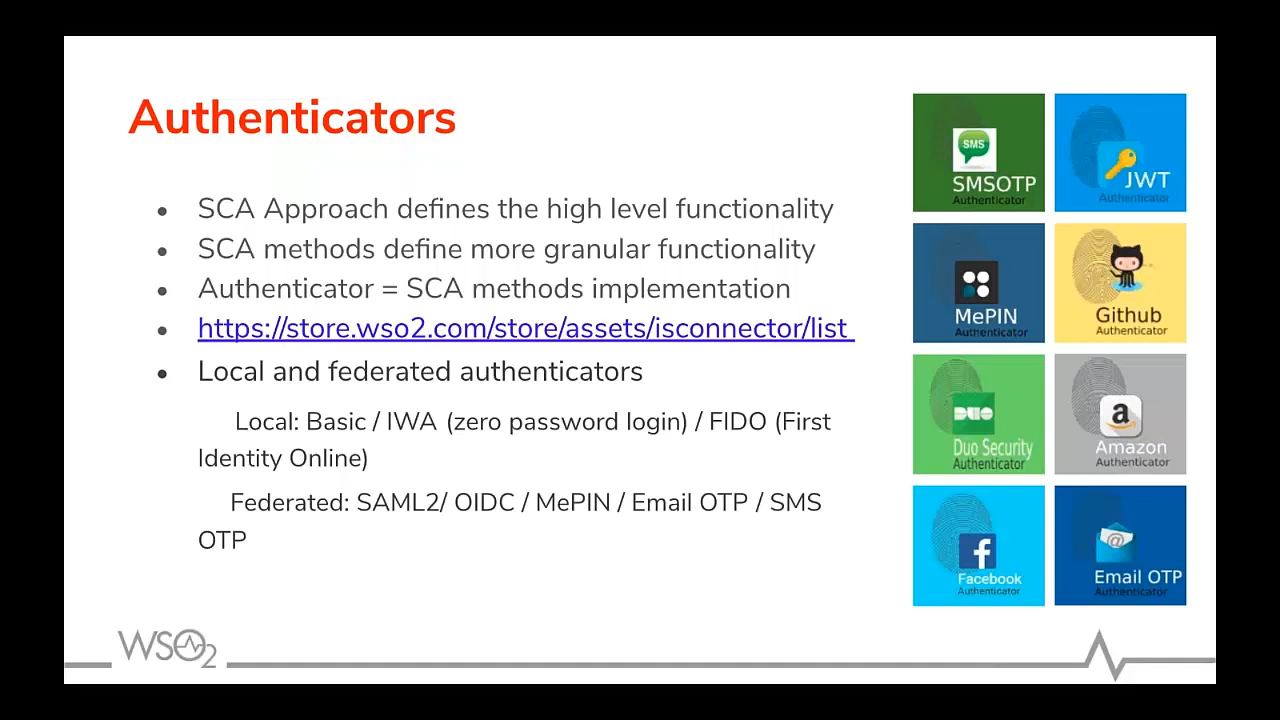 Authenticators
SCA Approach defines the high level functionality
SCA methods define more granular functionality
Authenticator = SCA methods implementation
https://store.wso2.com/store/assets/isconnector/list
Local and federated authenticators
Local: Basic / IWA (zero password login) / FIDO (First
Identity Online)
Federated: SAML2/ OIDC / MePIN / Email OTP / SMS
OTP
SMS
SMSOTP
Authenticator
JWT
Authenticator
MePIN
Authenticator
Github
Authenticator
DUO
Duo Security
Authenticator
a
Amazon
Authenticator
f
Facebook
Authenticator
@
Email OTP
Authenticator
WSO2